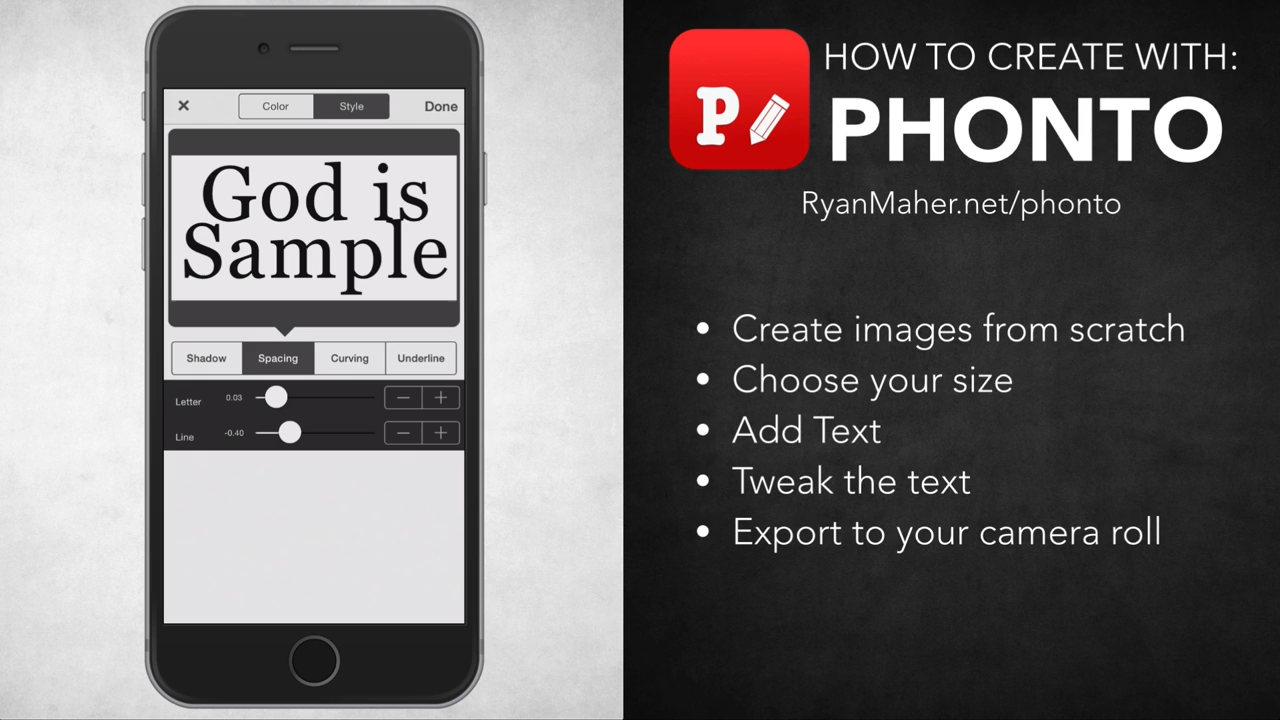 ✕ Color Style Done
God is
Sample
Shadow Spacing Curving Underline
Letter 0.03 − +
Line -0.40 − +
P
HOW TO CREATE WITH:
PHONTO
RyanMaher.net/phonto
• Create images from scratch
• Choose your size
• Add Text
• Tweak the text
• Export to your camera roll